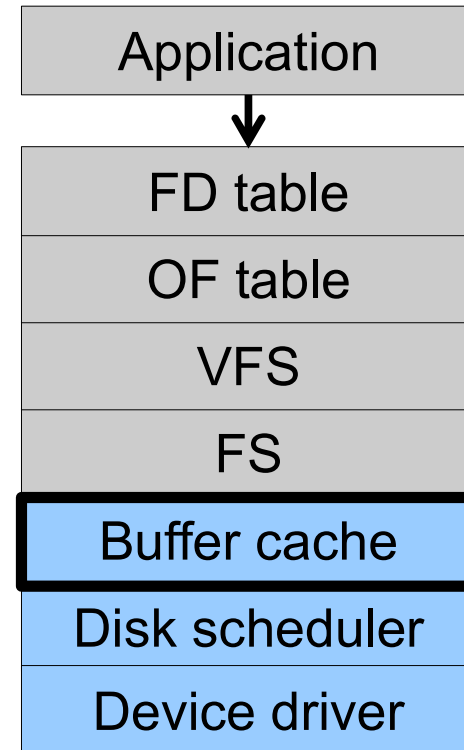 Application
FD table
OF table
VFS
FS
Buffer cache
Disk scheduler
Device driver